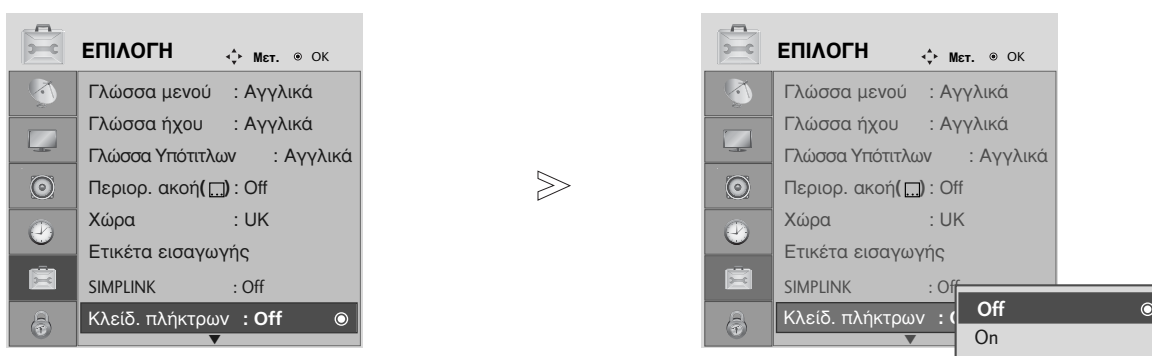 ΕΠΙΛΟΓΗ Μετ. OK
Γλώσσα μενού : Αγγλικά
Γλώσσα ήχου : Αγγλικά
Γλώσσα Υπότιτλων : Αγγλικά
Περιορ. ακοή( ) : Off
Χώρα : UK
Ετικέτα εισαγωγής
SIMPLINK : Off
Κλείδ. πλήκτρων : Off
ΕΠΙΛΟΓΗ Μετ. OK
Γλώσσα μενού : Αγγλικά
Γλώσσα ήχου : Αγγλικά
Γλώσσα Υπότιτλων : Αγγλικά
Περιορ. ακοή( ) : Off
Χώρα : UK
Ετικέτα εισαγωγής
SIMPLINK : Off
Κλείδ. πλήκτρων :
Off
On